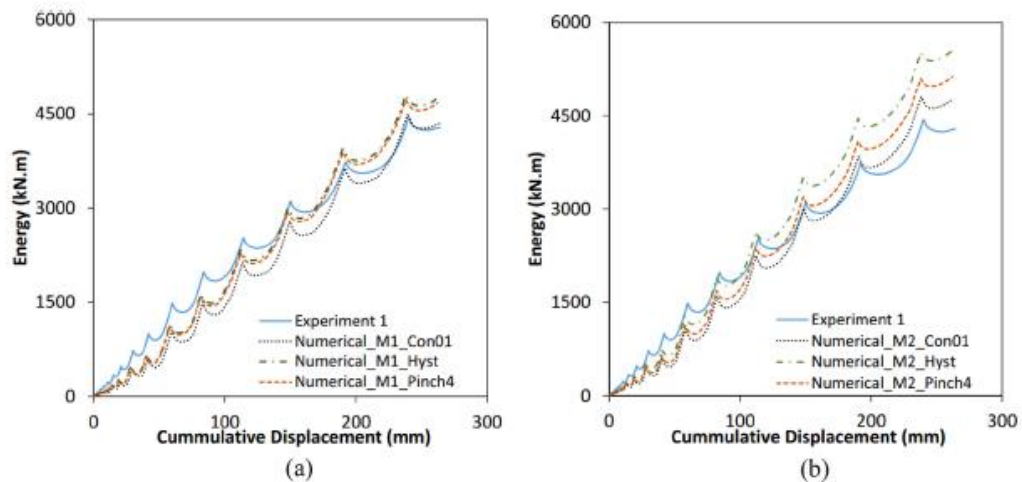 6000
4500
3000
1500
0
Energy (kN.m)
Experiment 1
Numerical_M1_Con01
Numerical_M1_Hyst
Numerical_M1_Pinch4
0 100 200 300
Cummulative Displacement (mm)
(a)
6000
4500
3000
1500
0
Energy (kN.m)
Experiment 1
Numerical_M2_Con01
Numerical_M2_Hyst
Numerical_M2_Pinch4
0 100 200 300
Cummulative Displacement (mm)
(b)